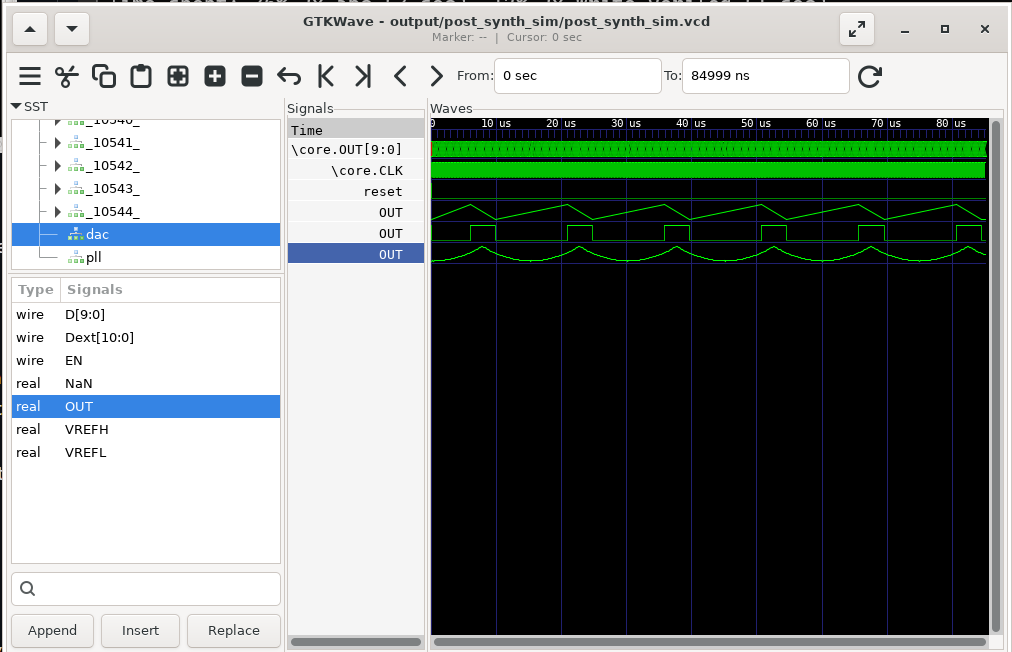 GTKWave - output/post_synth_sim/post_synth_sim.vcd
Marker: -- | Cursor: 0 sec
From: 0 sec To: 84999 ns
SST
_10540_
_10541_
_10542_
_10543_
_10544_
dac
pll
Type Signals
wire D[9:0]
wire Dext[10:0]
wire EN
real NaN
real OUT
real VREFH
real VREFL
Append Insert Replace
Signals
Time
\core.OUT[9:0]
\core.CLK
reset
OUT
OUT
OUT
Waves
0 10 us 20 us 30 us 40 us 50 us 60 us 70 us 80 us